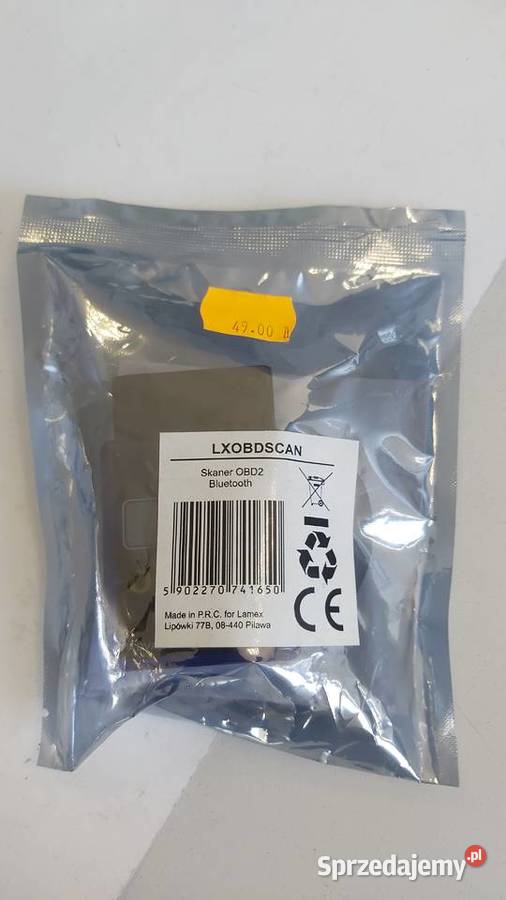 49.00 zł
LXOBDSCAN
Skaner OBD2
Bluetooth
5 902270 741650
Made in P.R.C. for Lamex
Lipówki 77B, 08-440 Pilawa
CE
Sprzedajemy.pl